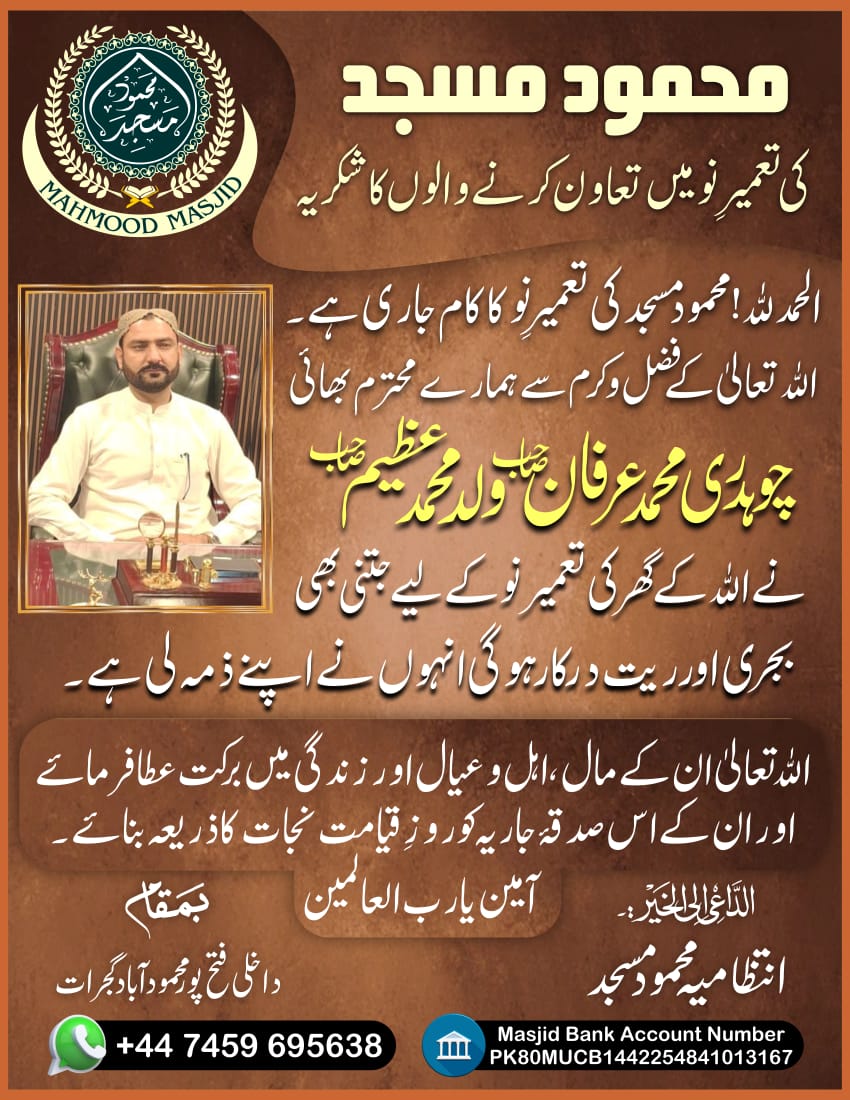 محمود مسجد
MAHMOOD MASJID
محمود مسجد
کی تعمیرِ نو میں تعاون کرنے والوں کا شکریہ
الحمد للہ! محمود مسجد کی تعمیرِ نو کا کام جاری ہے۔
اللہ تعالیٰ کے فضل و کرم سے ہمارے محترم بھائی
چوہدری محمد عرفان صاحب ولد محمد عظیم صاحب
نے اللہ کے گھر کی تعمیر نو کے لیے جتنی بھی
بجری اور ریت درکار ہو گی انہوں نے اپنے ذمہ لی ہے۔
اللہ تعالیٰ ان کے مال، اہل و عیال اور زندگی میں برکت عطا فرمائے
اور ان کے اس صدقۂ جاریہ کو روزِ قیامت نجات کا ذریعہ بنائے۔
آمین یارب العالمین
الدَّاعِی اِلَی الْخَیْر:۔
انتظامیہ محمود مسجد
بمقام
داخلی فتح پور محمود آباد گجرات
+44 7459 695638
Masjid Bank Account Number
PK80MUCB1442254841013167